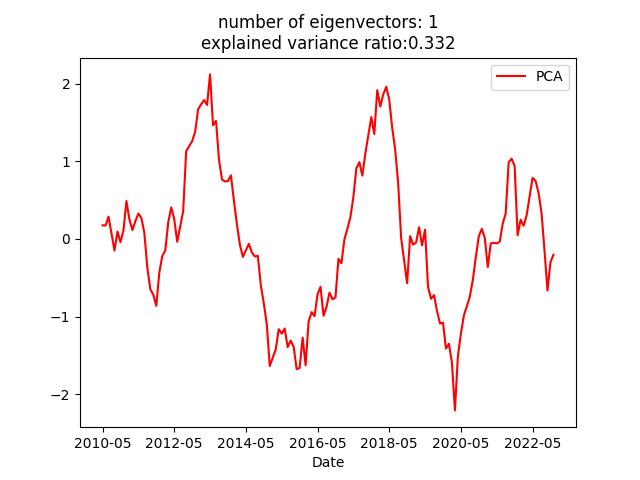 number of eigenvectors: 1
explained variance ratio:0.332
PCA
2
1
0
−1
−2
2010-05 2012-05 2014-05 2016-05 2018-05 2020-05 2022-05
Date